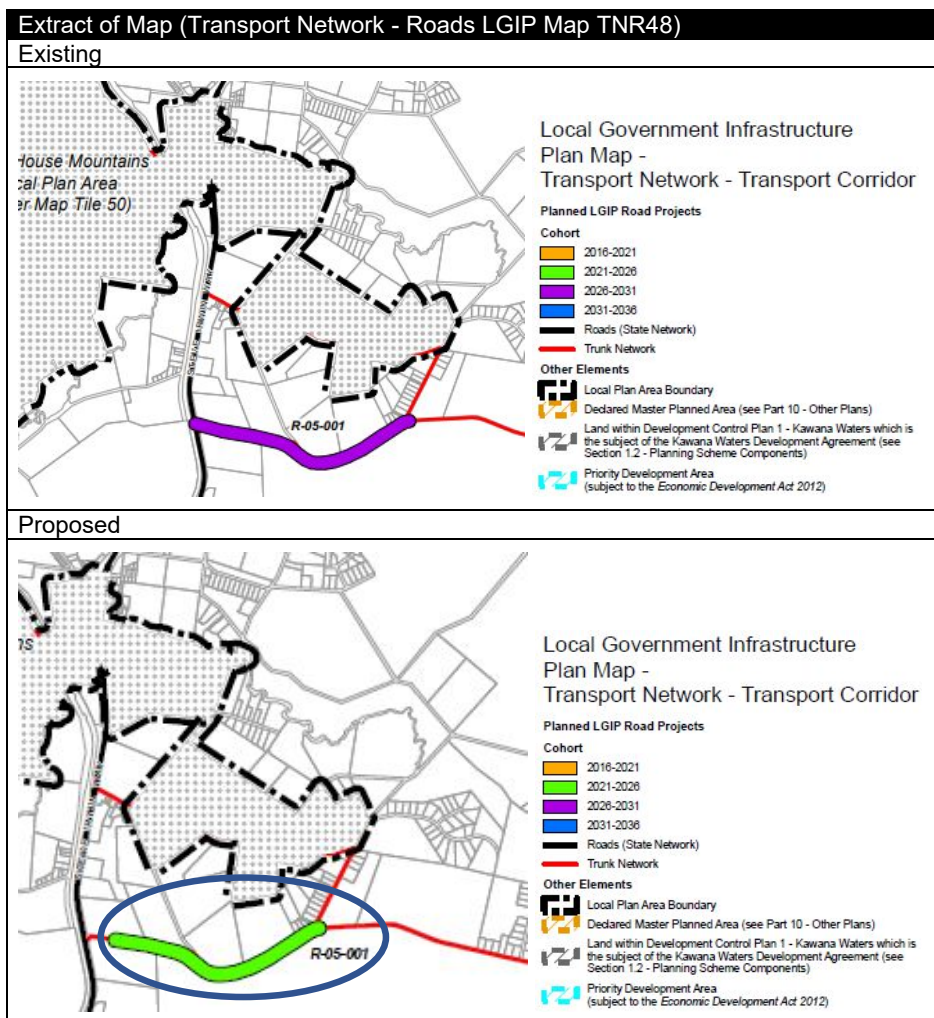 Extract of Map (Transport Network - Roads LGIP Map TNR48)
Existing
House Mountains
cal Plan Area
er Map Tile 50)
R-05-001
Local Government Infrastructure
Plan Map -
Transport Network - Transport Corridor
Planned LGIP Road Projects
Cohort
2016-2021
2021-2026
2026-2031
2031-2036
Roads (State Network)
Trunk Network
Other Elements
Local Plan Area Boundary
Declared Master Planned Area (see Part 10 - Other Plans)
Land within Development Control Plan 1 - Kawana Waters which is
the subject of the Kawana Waters Development Agreement (see
Section 1.2 - Planning Scheme Components)
Priority Development Area
(subject to the Economic Development Act 2012)
Proposed
ns
R-05-001
Local Government Infrastructure
Plan Map -
Transport Network - Transport Corridor
Planned LGIP Road Projects
Cohort
2016-2021
2021-2026
2026-2031
2031-2036
Roads (State Network)
Trunk Network
Other Elements
Local Plan Area Boundary
Declared Master Planned Area (see Part 10 - Other Plans)
Land within Development Control Plan 1 - Kawana Waters which is
the subject of the Kawana Waters Development Agreement (see
Section 1.2 - Planning Scheme Components)
Priority Development Area
(subject to the Economic Development Act 2012)